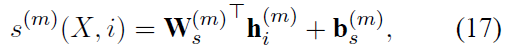 s^{(m)}(X, i) = \mathbf{W}_s^{(m)\top} \mathbf{h}_i^{(m)} + \mathbf{b}_s^{(m)}, (17)